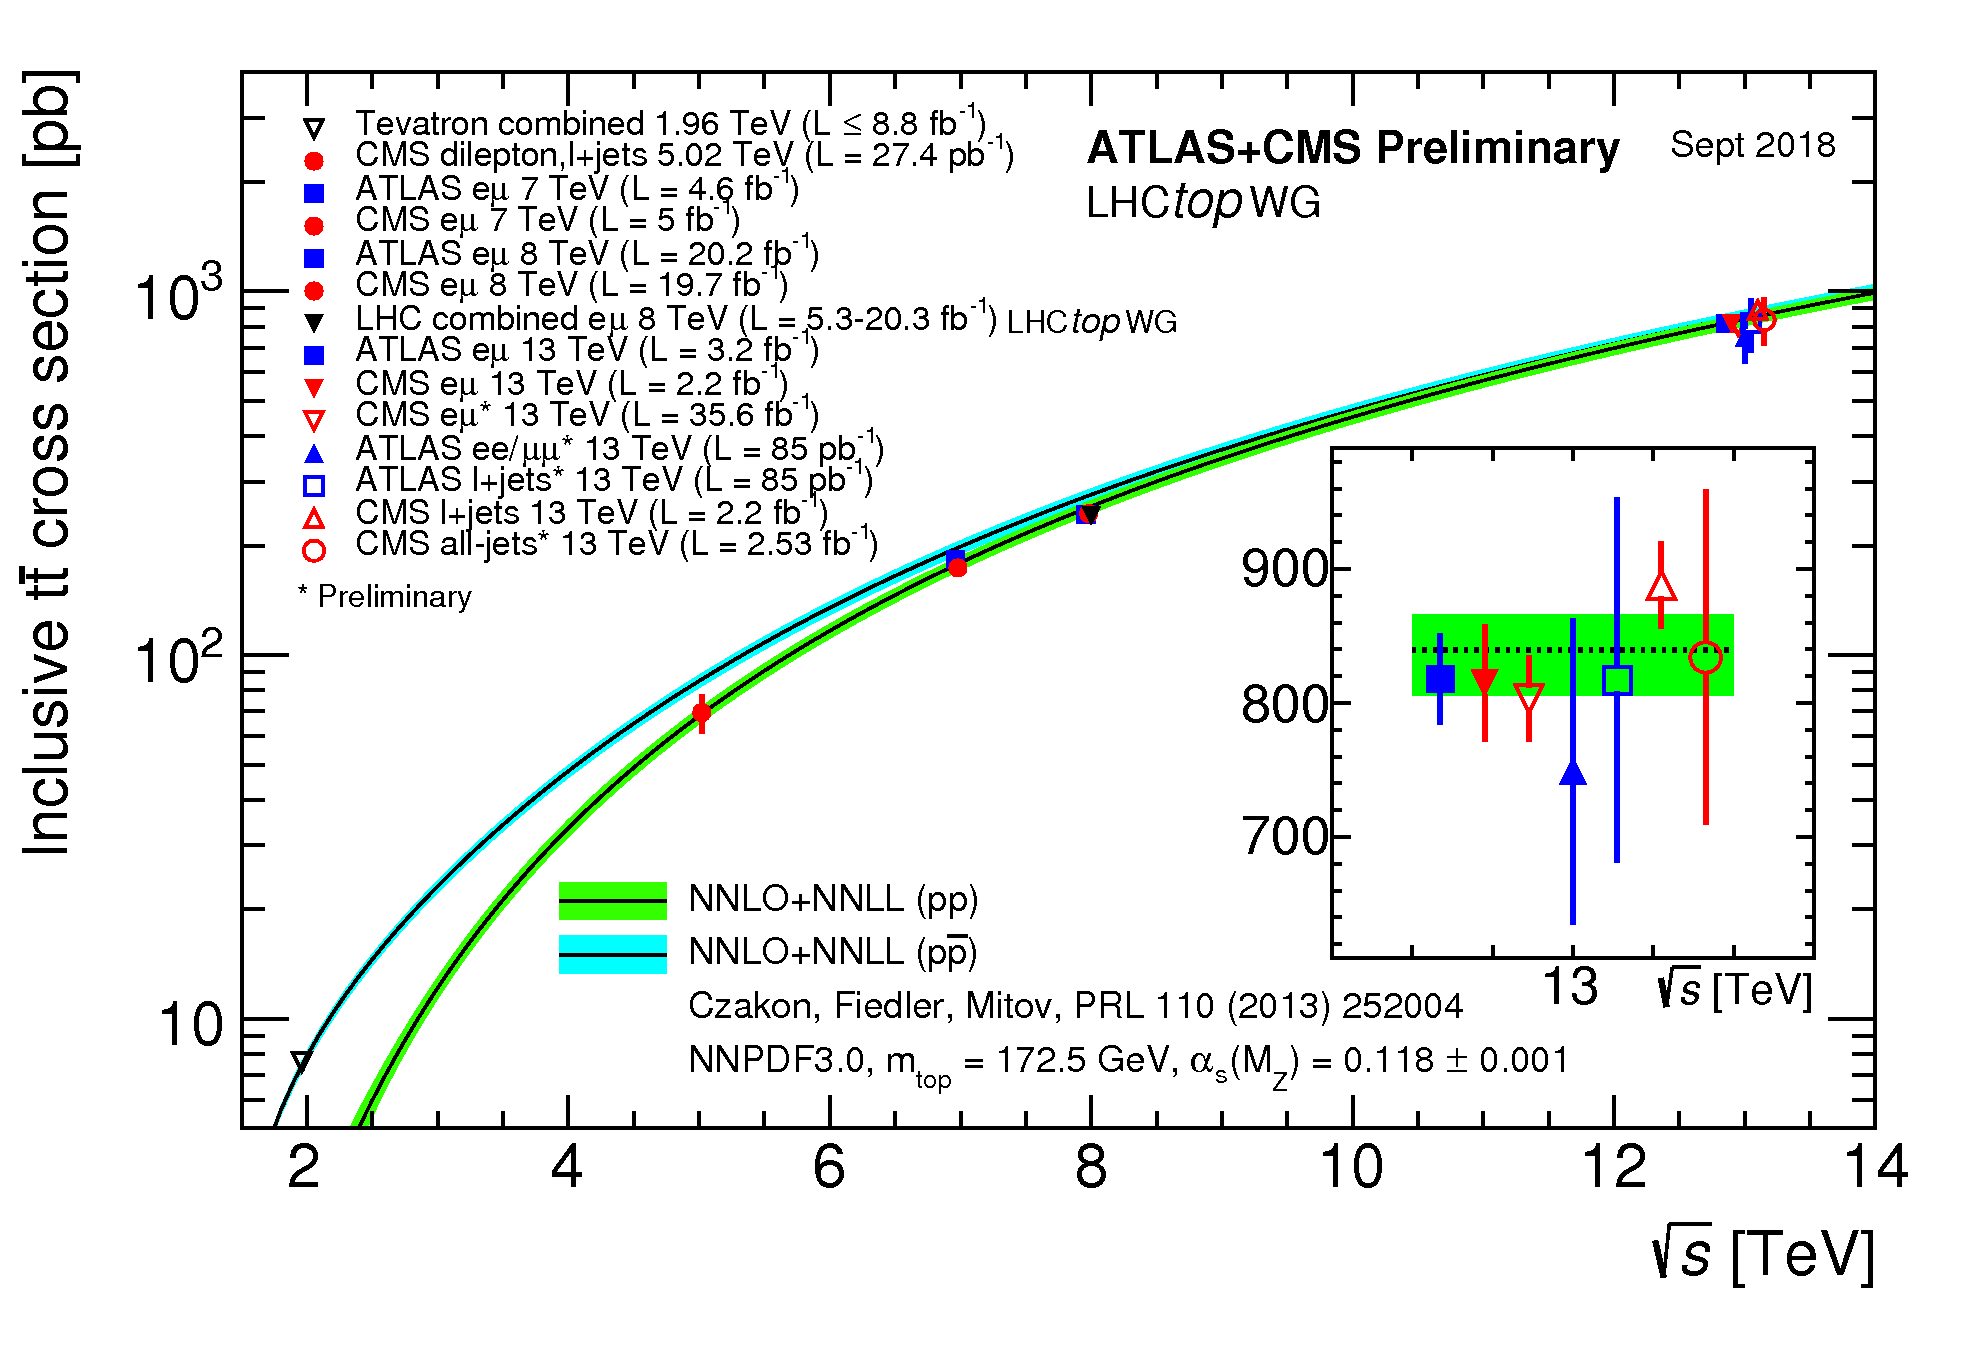 Inclusive tt̄ cross section [pb]
Tevatron combined 1.96 TeV (L ≤ 8.8 fb⁻¹)
CMS dilepton,l+jets 5.02 TeV (L = 27.4 pb⁻¹)
ATLAS eμ 7 TeV (L = 4.6 fb⁻¹)
CMS eμ 7 TeV (L = 5 fb⁻¹)
ATLAS eμ 8 TeV (L = 20.2 fb⁻¹)
CMS eμ 8 TeV (L = 19.7 fb⁻¹)
LHC combined eμ 8 TeV (L = 5.3-20.3 fb⁻¹) LHCtopWG
ATLAS eμ 13 TeV (L = 3.2 fb⁻¹)
CMS eμ 13 TeV (L = 2.2 fb⁻¹)
CMS eμ* 13 TeV (L = 35.6 fb⁻¹)
ATLAS ee/μμ* 13 TeV (L = 85 pb⁻¹)
ATLAS l+jets* 13 TeV (L = 85 pb⁻¹)
CMS l+jets 13 TeV (L = 2.2 fb⁻¹)
CMS all-jets* 13 TeV (L = 2.53 fb⁻¹)
* Preliminary
ATLAS+CMS Preliminary
Sept 2018
LHCtopWG
10³
10²
10
900
800
700
13
√s [TeV]
NNLO+NNLL (pp)
NNLO+NNLL (pp̄)
Czakon, Fiedler, Mitov, PRL 110 (2013) 252004
NNPDF3.0, m_top = 172.5 GeV, α_s(M_Z) = 0.118 ± 0.001
2 4 6 8 10 12 14
√s [TeV]